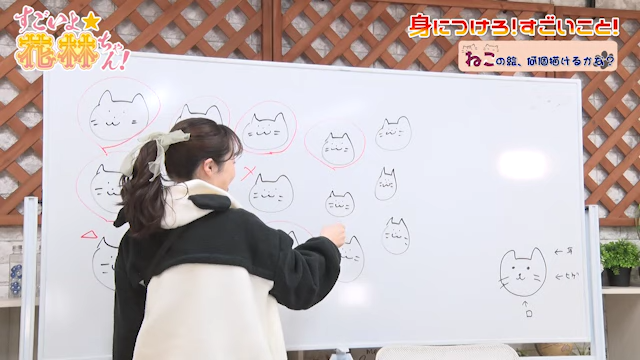 すごいよ★
花林ちゃん!
身につけろ!すごいこと!
ねこの絵、何個描けるかな?
← 耳
← ヒゲ
↑
口